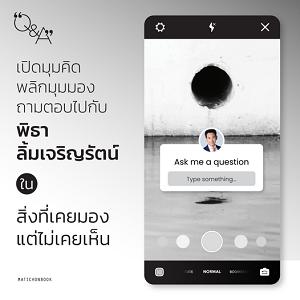 "Q&A"
เปิดมุมคิด
พลิกมุมมอง
ถามตอบไปกับ
พิธา
ลิ้มเจริญรัตน์
ใน
สิ่งที่เคยมอง
แต่ไม่เคยเห็น
MATICHONBOOK
Ask me a question
Type something...
NORMAL